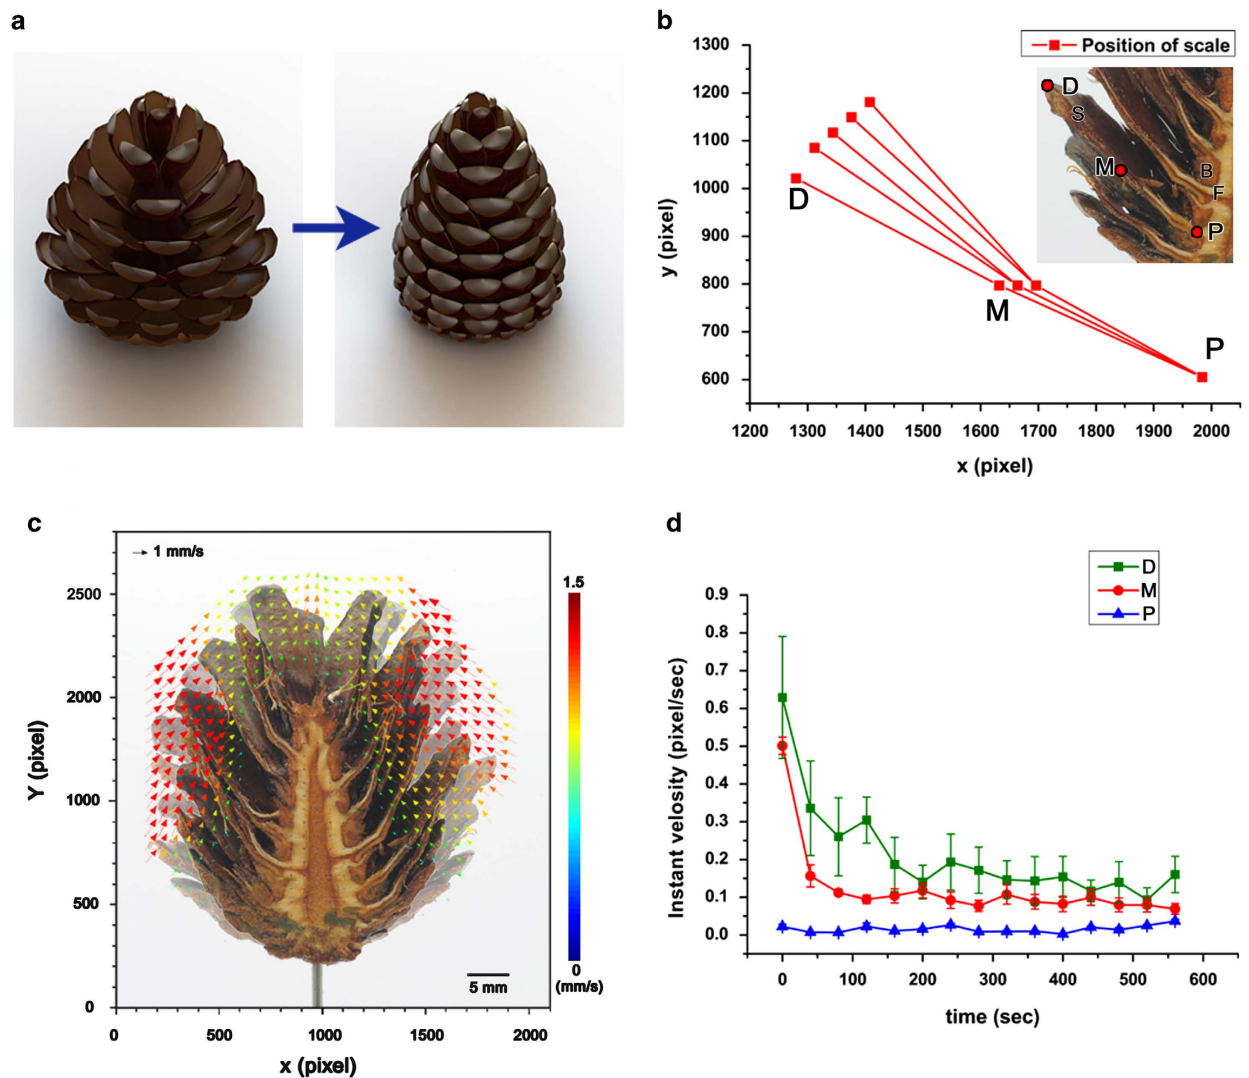 a
b
1300
1200
1100
1000
900
800
700
600
y (pixel)
1200 1300 1400 1500 1600 1700 1800 1900 2000
x (pixel)
Position of scale
D
M
P
D
S
M
B
F
P
c
1 mm/s
2500
2000
1000
500
0
Y (pixel)
0 500 1000 1500 2000
x (pixel)
5 mm
1.5
0
(mm/s)
d
D
M
P
0.9
0.8
0.7
0.6
0.5
0.4
0.3
0.2
0.1
0.0
Instant velosity (pixel/sec)
0 100 200 300 400 500 600
time (sec)